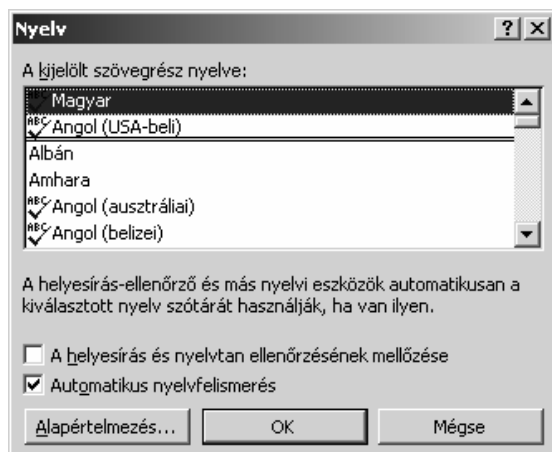 Nyelv
A kijelölt szövegrész nyelve:
Magyar
Angol (USA-beli)
Albán
Amhara
Angol (ausztráliai)
Angol (belizei)
A helyesírás-ellenőrző és más nyelvi eszközök automatikusan a
kiválasztott nyelv szótárát használják, ha van ilyen.
A helyesírás és nyelvtan ellenőrzésének mellőzése
Automatikus nyelvfelismerés
Alapértelmezés... OK Mégse